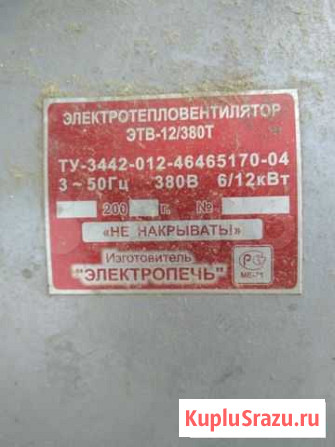 ЭЛЕКТРОТЕПЛОВЕНТИЛЯТОР
ЭТВ-12/380Т
ТУ-3442-012-46465170-04
3 ~ 50Гц 380В 6/12кВт
200 г. №
«НЕ НАКРЫВАТЬ!»
Изготовитель
"ЭЛЕКТРОПЕЧЬ"
KupluSrazu.ru